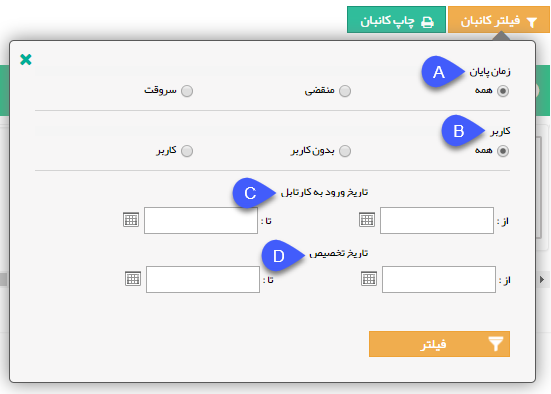 فیلتر کانبان چاپ کانبان
زمان پایان A
همه منقضی سروقت
کاربر B
همه بدون کاربر کاربر
تاریخ ورود به کارتابل C
از : تا :
تاریخ تخصیص D
از : تا :
فیلتر